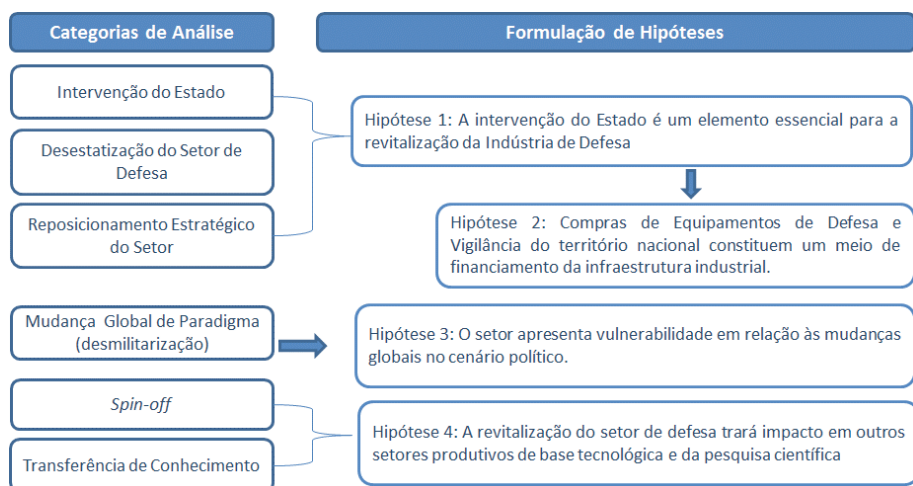 Categorias de Análise
Formulação de Hipóteses
Intervenção do Estado
Desestatização do Setor de
Defesa
Reposicionamento Estratégico
do Setor
Hipótese 1: A intervenção do Estado é um elemento essencial para a
revitalização da Indústria de Defesa
Hipótese 2: Compras de Equipamentos de Defesa e
Vigilância do território nacional constituem um meio de
financiamento da infraestrutura industrial.
Mudança Global de Paradigma
(desmilitarização)
Hipótese 3: O setor apresenta vulnerabilidade em relação às mudanças
globais no cenário político.
Spin-off
Transferência de Conhecimento
Hipótese 4: A revitalização do setor de defesa trará impacto em outros
setores produtivos de base tecnológica e da pesquisa científica